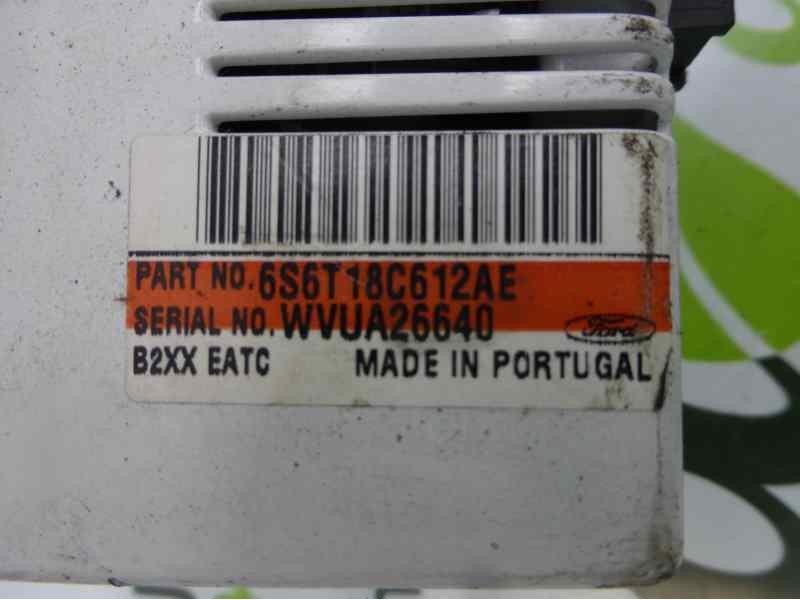 PART NO. 6S6T18C612AE
SERIAL NO. WVUA26640
Ford
B2XX EATC MADE IN PORTUGAL